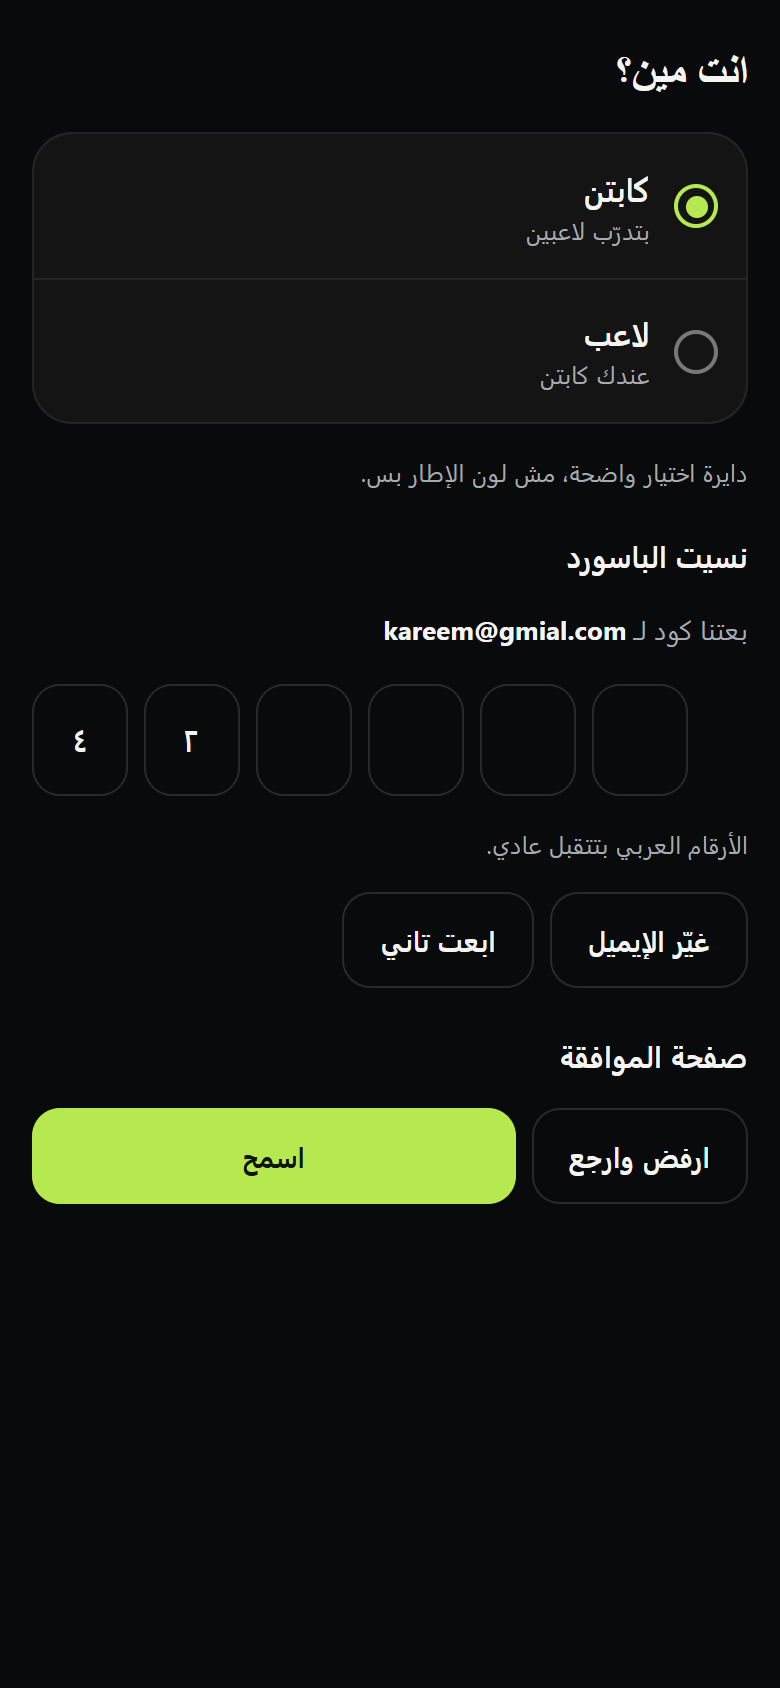 انت مين؟
كابتن
بتدرّب لاعبين
لاعب
عندك كابتن
دايرة اختيار واضحة، مش لون الإطار بس.
نسيت الباسورد
بعتنا كود لـ kareem@gmial.com
٤ ٢
الأرقام العربي بتتقبل عادي.
غيّر الإيميل
ابعت تاني
صفحة الموافقة
ارفض وارجع
اسمح